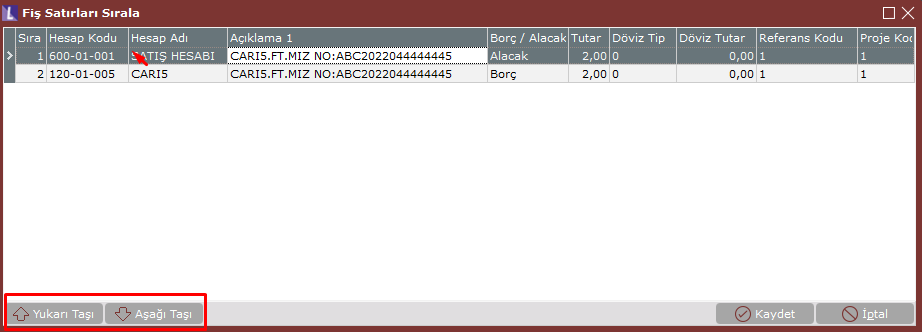 Fiş Satırları Sırala
Sıra Hesap Kodu Hesap Adı Açıklama 1 Borç / Alacak Tutar Döviz Tip Döviz Tutar Referans Kodu Proje Kod
1 600-01-001 SATIŞ HESABI CARI5.FT.MIZ NO:ABC2022044444445 Alacak 2,00 0 0,00 1 1
2 120-01-005 CARI5 CARI5.FT.MIZ NO:ABC2022044444445 Borç 2,00 0 0,00 1 1
Yukarı Taşı Aşağı Taşı Kaydet İptal